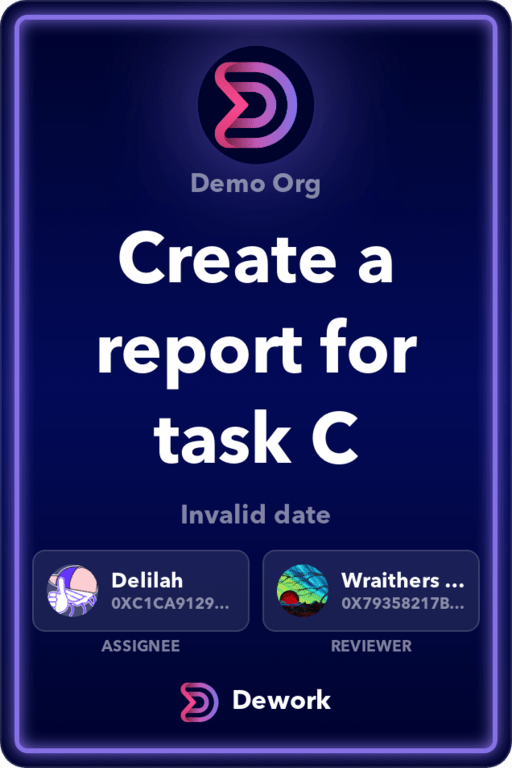 Demo Org
Create a
report for
task C
Invalid date
Delilah
0XC1CA9129...
ASSIGNEE
Wraithers ...
0X79358217B...
REVIEWER
Dework